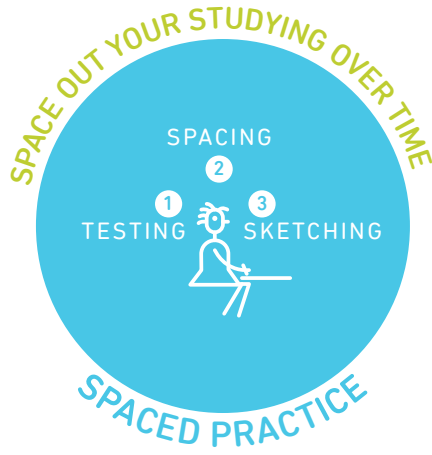 SPACE OUT YOUR STUDYING OVER TIME
SPACING
2
1 3
TESTING SKETCHING
SPACED PRACTICE